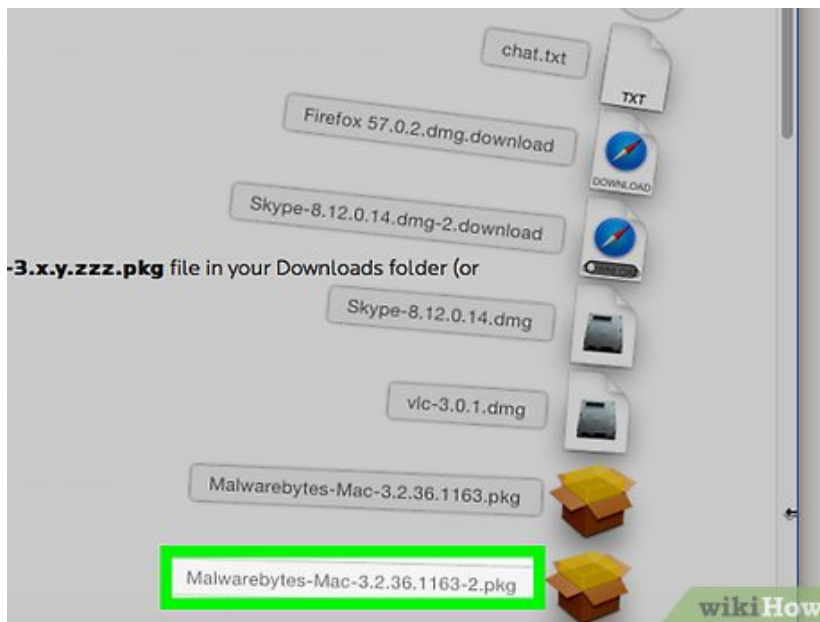 chat.txt
TXT
Firefox 57.0.2.dmg.download
DOWNLOAD
Skype-8.12.0.14.dmg-2.download
-3.x.y.zzz.pkg file in your Downloads folder (or
Skype-8.12.0.14.dmg
vlc-3.0.1.dmg
Malwarebytes-Mac-3.2.36.1163.pkg
Malwarebytes-Mac-3.2.36.1163-2.pkg
wikiHow